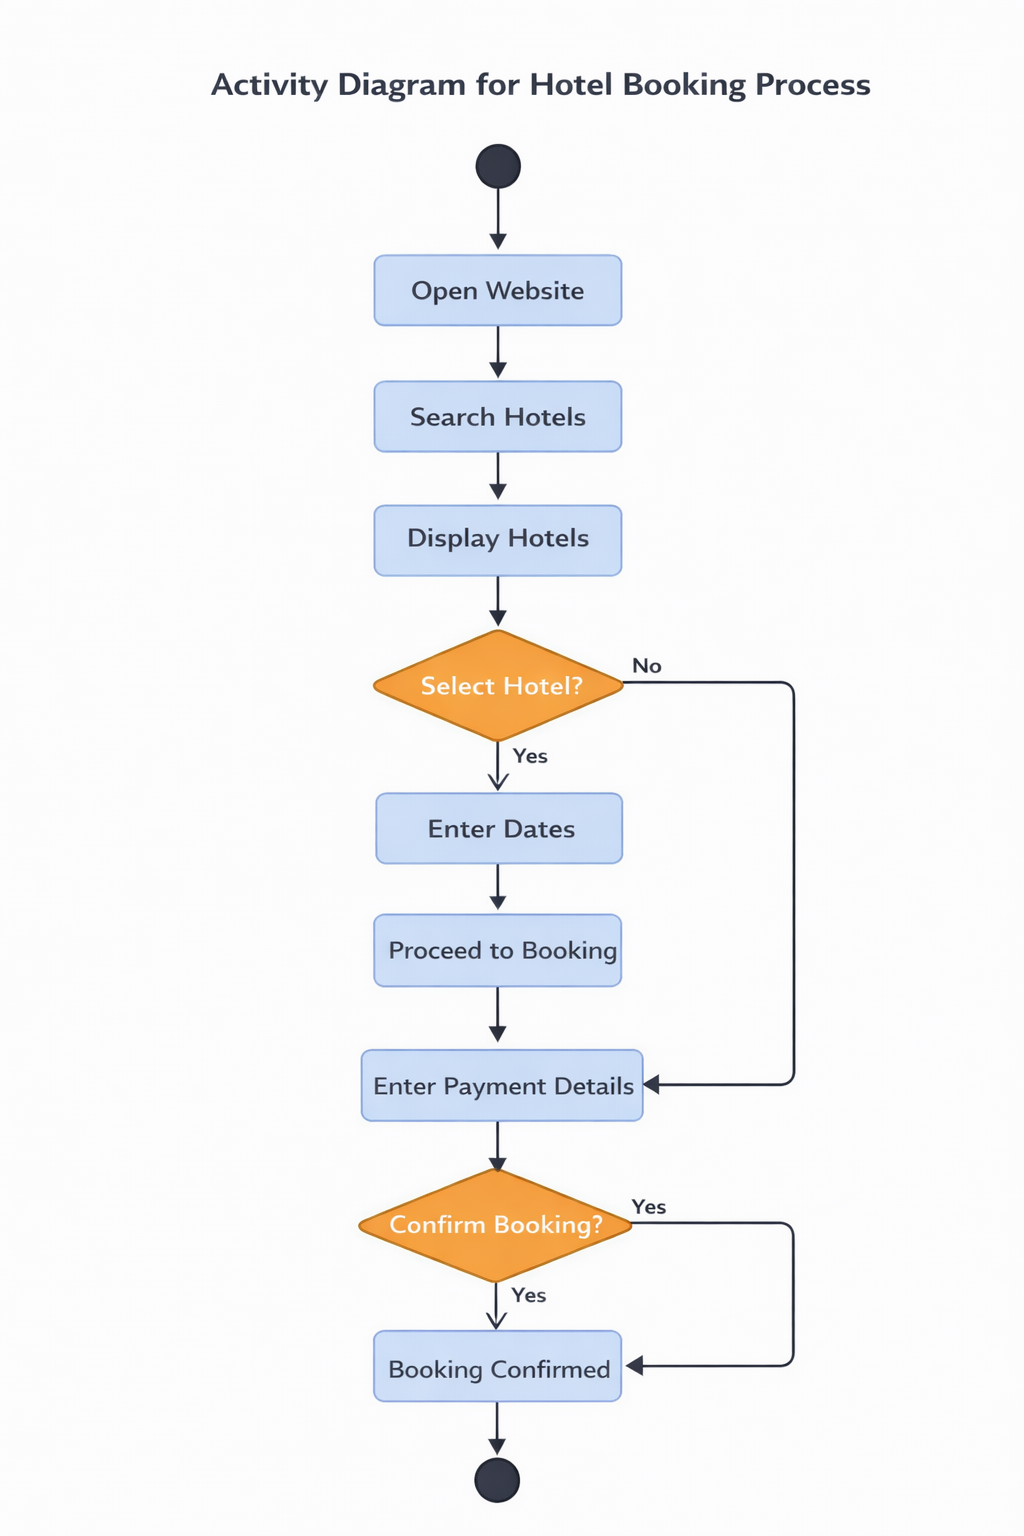 Activity Diagram for Hotel Booking Process
Open Website
Search Hotels
Display Hotels
Select Hotel?
No
Yes
Enter Dates
Proceed to Booking
Enter Payment Details
Confirm Booking?
Yes
Yes
Booking Confirmed